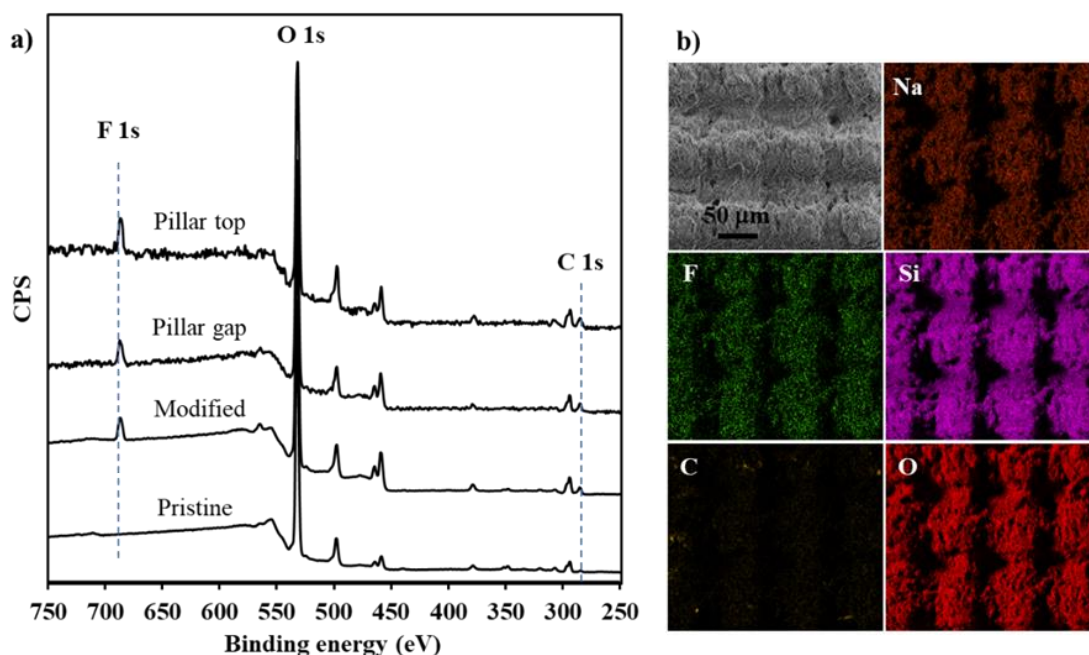 a)
O 1s
F 1s
Pillar top
C 1s
Pillar gap
Modified
Pristine
CPS
750 700 650 600 550 500 450 400 350 300 250
Binding energy (eV)
b)
50 μm
Na
F
Si
C
O